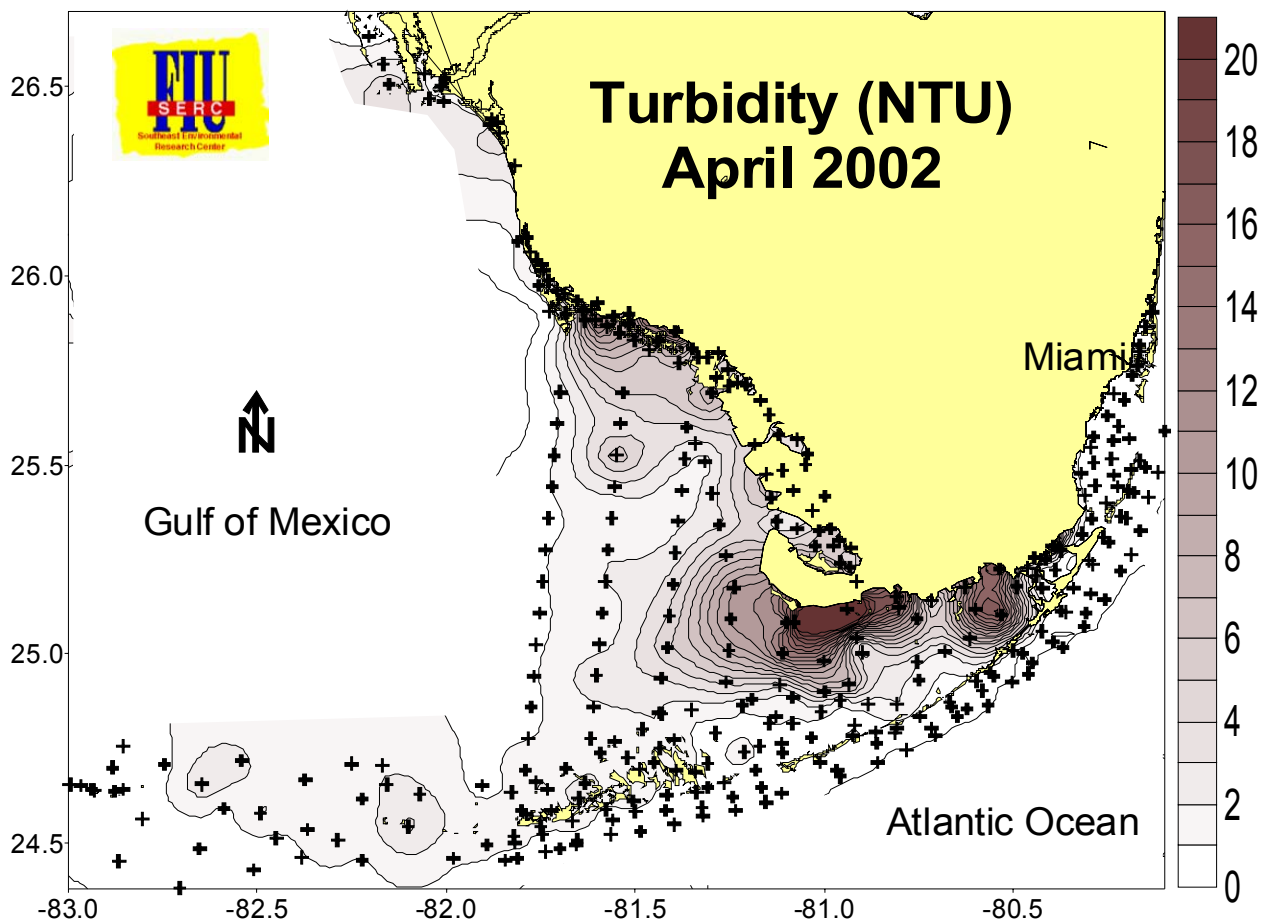 FIU
SERC
Southeast Environmental
Research Center
Turbidity (NTU)
April 2002
Miami
Gulf of Mexico
Atlantic Ocean
N
26.5
26.0
25.5
25.0
24.5
-83.0
-82.5
-82.0
-81.5
-81.0
-80.5
20
18
16
14
12
10
8
6
4
2
0